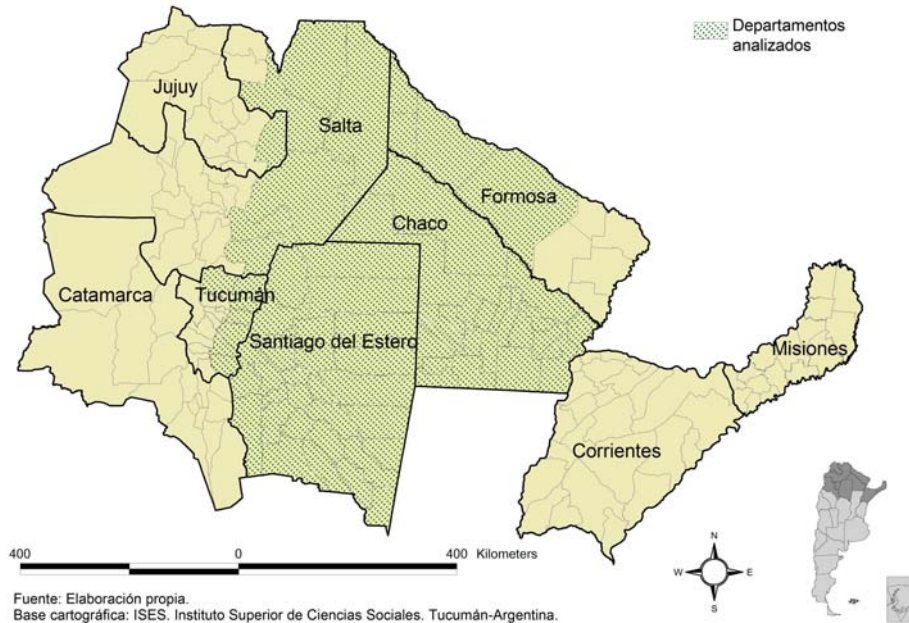 Departamentos
analizados
Jujuy
Salta
Formosa
Chaco
Catamarca
Tucumán
Santiago del Estero
Misiones
Corrientes
400 0 400 Kilometers
N
W E
S
Fuente: Elaboración propia.
Base cartográfica: ISES. Instituto Superior de Ciencias Sociales. Tucumán-Argentina.